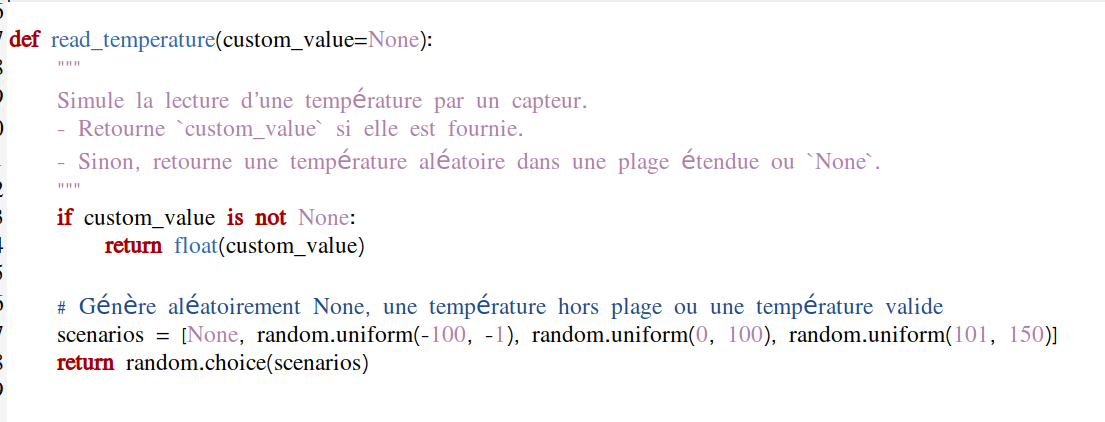 def read_temperature(custom_value=None):
"""
Simule la lecture d'une température par un capteur.
- Retourne `custom_value` si elle est fournie.
- Sinon, retourne une température aléatoire dans une plage étendue ou `None`.
"""
if custom_value is not None:
return float(custom_value)
# Génère aléatoirement None, une température hors plage ou une température valide
scenarios = [None, random.uniform(-100, -1), random.uniform(0, 100), random.uniform(101, 150)]
return random.choice(scenarios)